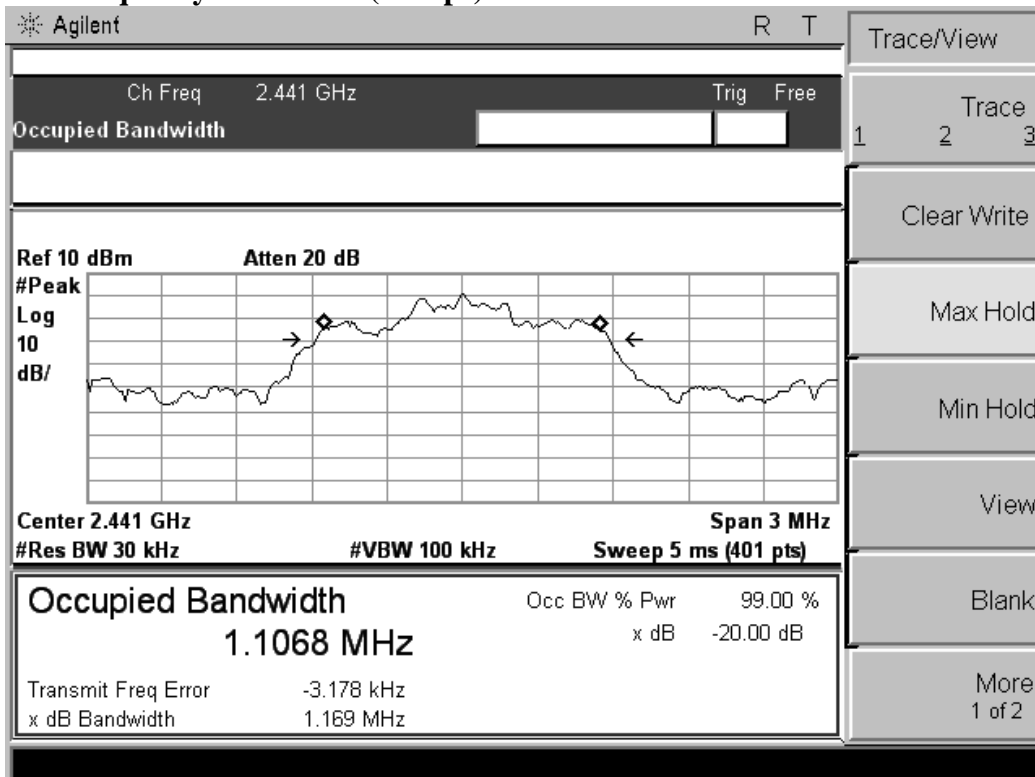 Agilent R T
Trace/View
Ch Freq 2.441 GHz Trig Free
Occupied Bandwidth
Trace
1 2 3
Clear Write
Max Hold
Min Hold
View
Blank
More
1 of 2
Ref 10 dBm Atten 20 dB
#Peak
Log
10
dB/
Center 2.441 GHz Span 3 MHz
#Res BW 30 kHz #VBW 100 kHz Sweep 5 ms (401 pts)
Occupied Bandwidth
1.1068 MHz
Occ BW % Pwr 99.00 %
x dB -20.00 dB
Transmit Freq Error -3.178 kHz
x dB Bandwidth 1.169 MHz